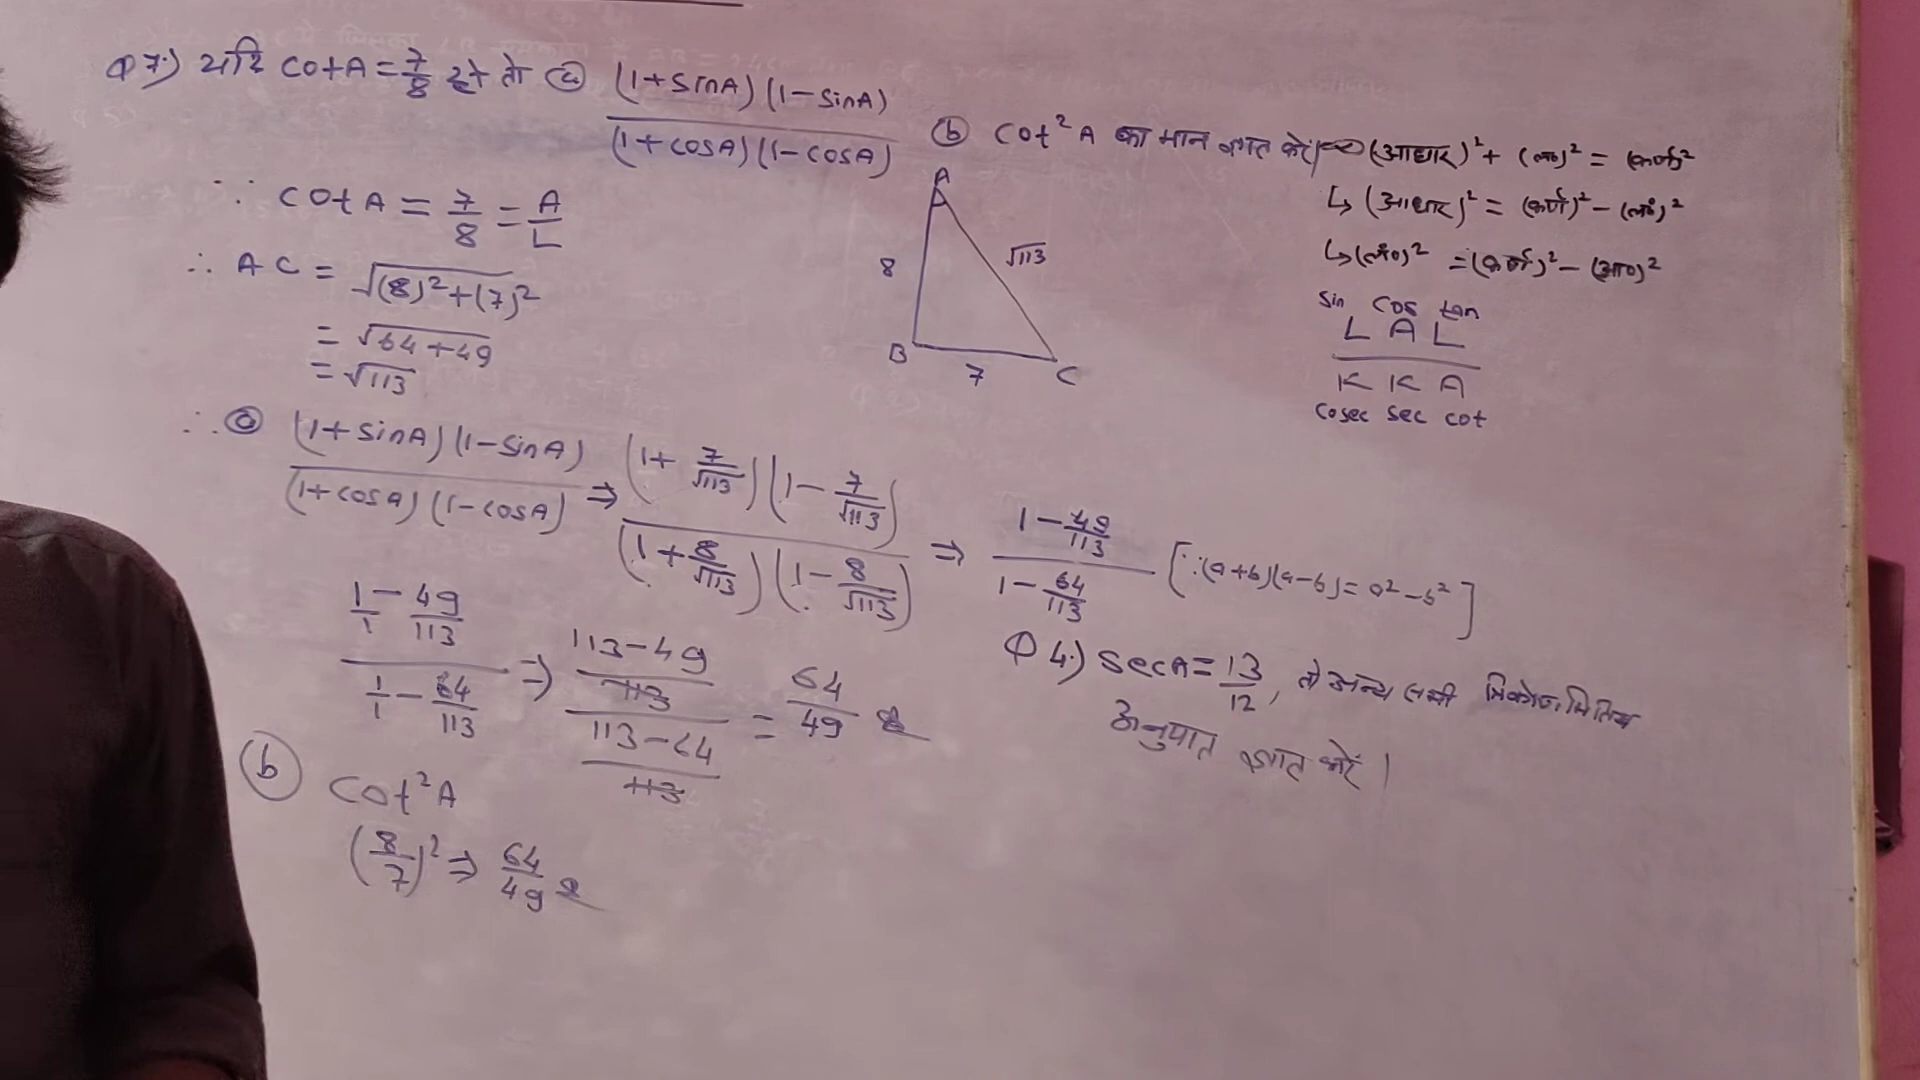 Q 7.) यदि cotA = 7/8 हो तो (a) (1+sinA)(1-sinA)/(1+cosA)(1-cosA) (b) cot²A का मान ज्ञात करें।
(आधार)² + (लo)² = (कर्ण)²
↳ (आधार)² = (कर्ण)² - (लंo)²
↳ (लंo)² = (कर्ण)² - (आo)²
∵ cotA = 7/8 = A/L
∴ AC = √(8)²+(7)²
= √64+49
= √113
A
8
√113
B
7
C
sin cos tan
L A L
K K A
cosec sec cot
∴ (a) (1+sinA)(1-sinA)/(1+cosA)(1-cosA) ⇒ (1+7/√113)(1-7/√113)/(1+8/√113)(1-8/√113) ⇒ (1-49/113)/(1-64/113) [∵(a+b)(a-b)=a²-b²]
(1/1-49/113)/(1/1-64/113) ⇒ (113-49/113)/(113-64/113) = 64/49
(b) cot²A
(8/7)² ⇒ 64/49
Q 4.) secA = 13/12, तो अन्य सभी त्रिकोणमितिय
अनुपात ज्ञात करें।